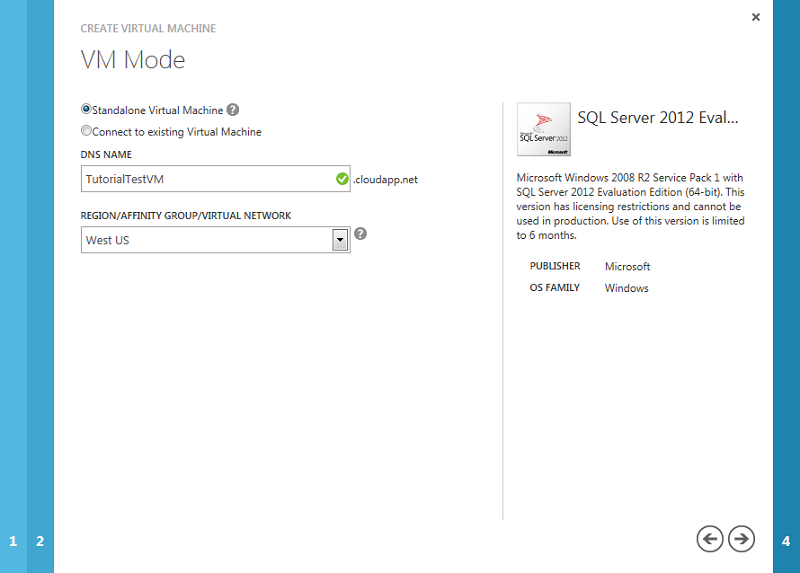 CREATE VIRTUAL MACHINE
VM Mode
Standalone Virtual Machine ?
Connect to existing Virtual Machine
DNS NAME
TutorialTestVM .cloudapp.net
REGION/AFFINITY GROUP/VIRTUAL NETWORK
West US ?
SQL Server 2012
Microsoft
SQL Server 2012 Eval...
Microsoft Windows 2008 R2 Service Pack 1 with
SQL Server 2012 Evaluation Edition (64-bit). This
version has licensing restrictions and cannot be
used in production. Use of this version is limited
to 6 months.
PUBLISHER Microsoft
OS FAMILY Windows
1 2 4